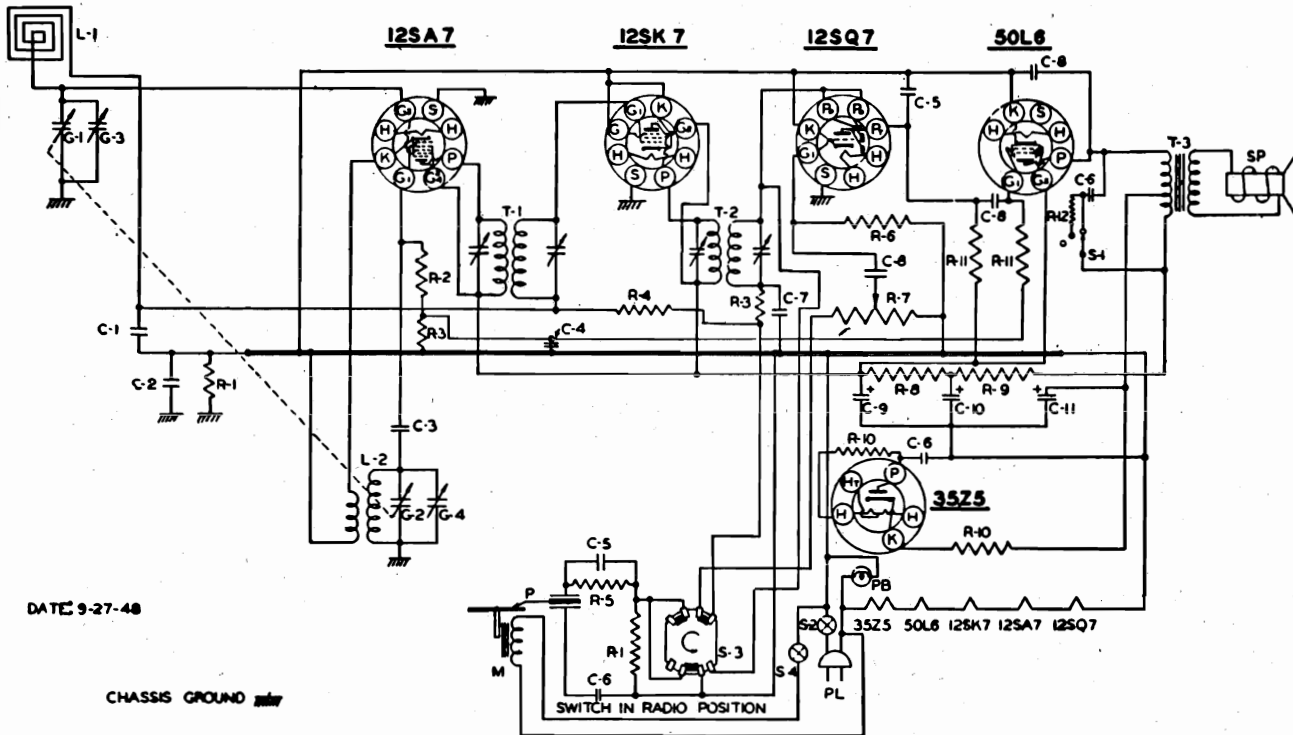 12SA7
12SK7
12SQ7
50L6
L-1
C-8
G-1
G-3
C-5
T-3
SP
T-1
T-2
R-6
C-8
C-6
R-12
S-1
R-2
R-11
R-11
C-8
R-7
R-4
R-3
C-7
C-1
R-3
C-4
C-2
R-1
R-8
R-9
C-9
C-10
C-11
C-3
R-10
C-6
L-2
35Z5
G-2
G-4
R-10
C-5
PB
DATE: 9-27-48
P
R-5
S2
35Z5 50L6 12SK7 12SA7 12SQ7
R-1
S-3
M
S4
C-6
PL
CHASSIS GROUND
SWITCH IN RADIO POSITION